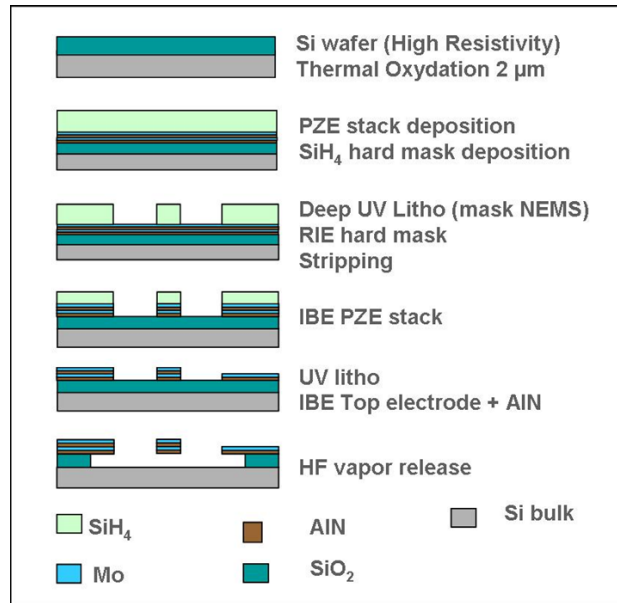 Si wafer (High Resistivity)
Thermal Oxydation 2 µm
PZE stack deposition
SiH₄ hard mask deposition
Deep UV Litho (mask NEMS)
RIE hard mask
Stripping
IBE PZE stack
UV litho
IBE Top electrode + AlN
HF vapor release
SiH₄
AlN
Si bulk
Mo
SiO₂